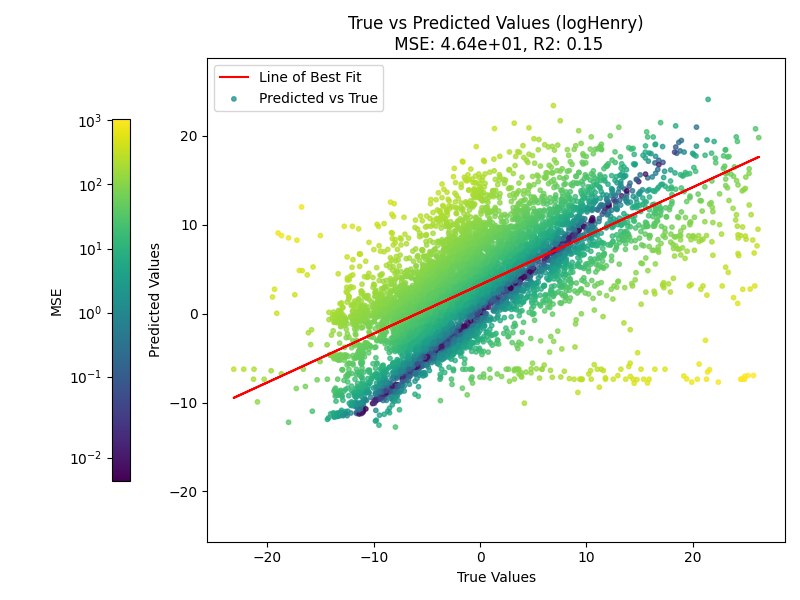 True vs Predicted Values (logHenry)
MSE: 4.64e+01, R2: 0.15
Line of Best Fit
Predicted vs True
10³
10²
10¹
10⁰
10⁻¹
10⁻²
MSE
Predicted Values
20
10
0
−10
−20
−20
−10
0
10
20
True Values